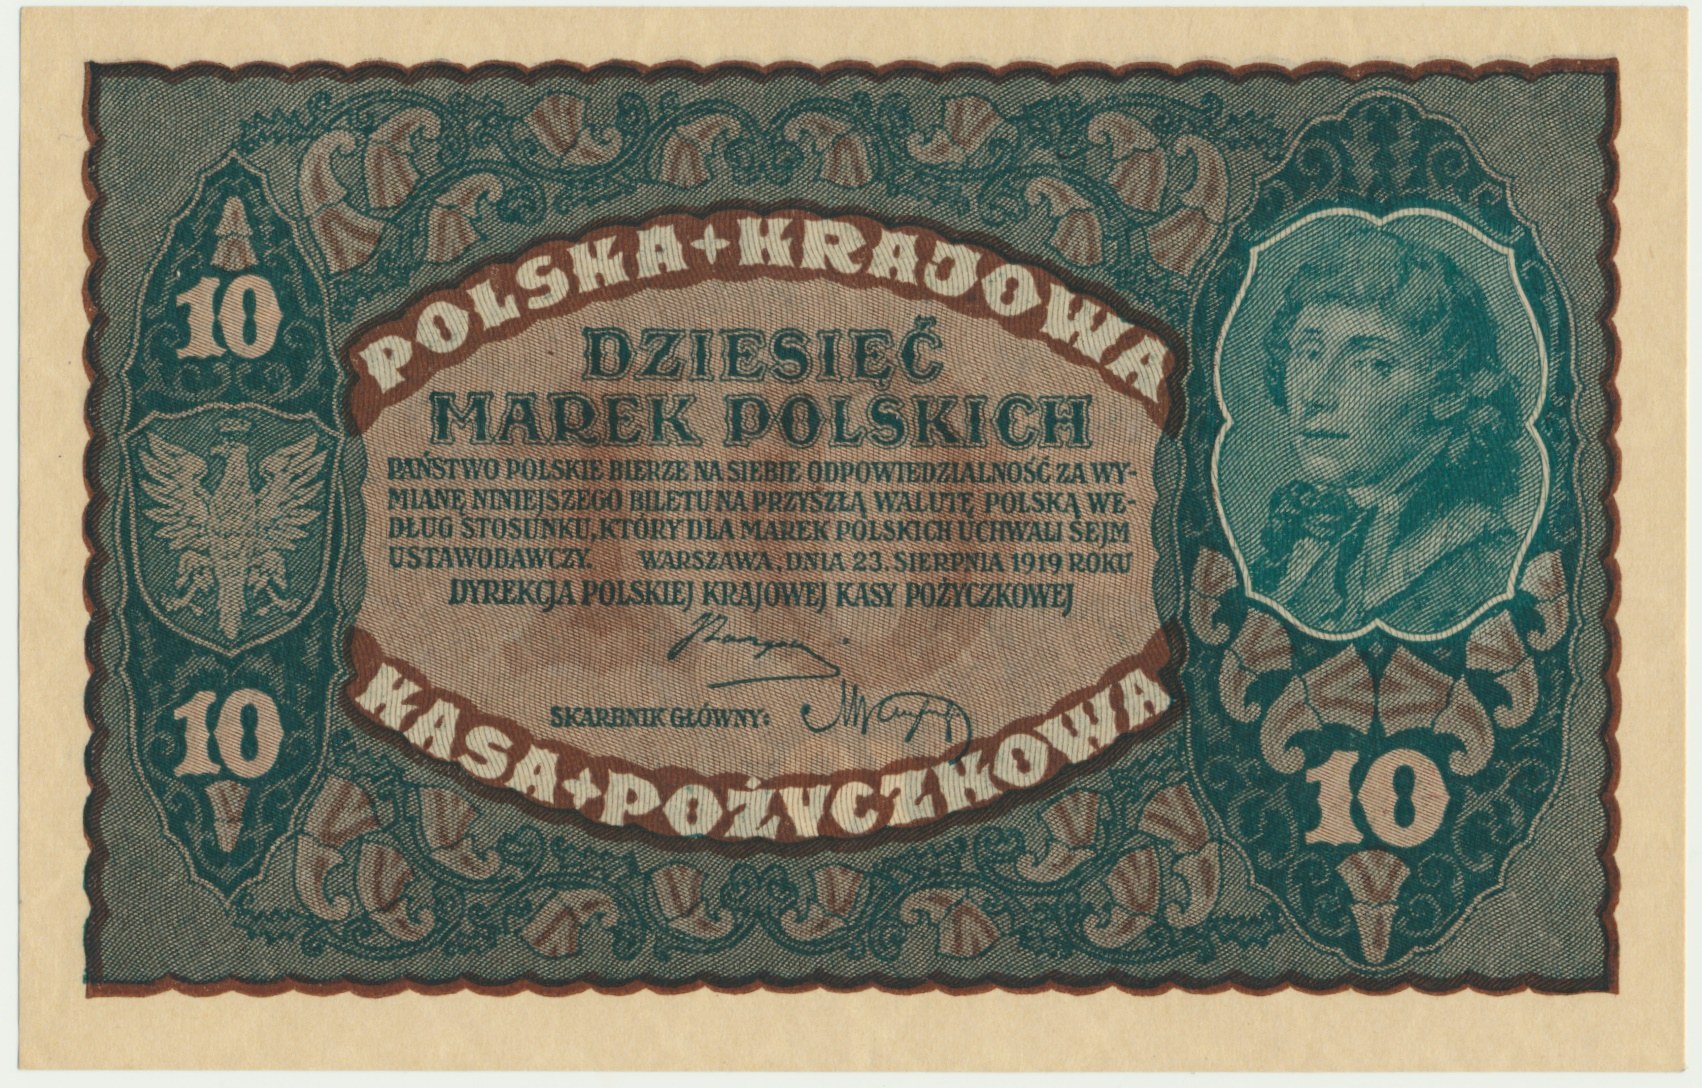 POLSKA+KRAJOWA
10
DZIESIĘĆ
MAREK POLSKICH
PAŃSTWO POLSKIE BIERZE NA SIEBIE ODPOWIEDZIALNOŚĆ ZA WY-
MIANĘ NINIEJSZEGO BILETU NA PRZYSZŁĄ WALUTĘ POLSKĄ WE-
DŁUG STOSUNKU, KTÓRY DLA MAREK POLSKICH UCHWALI SEJM
USTAWODAWCZY. WARSZAWA, DNIA 23. SIERPNIA 1919 ROKU
DYREKCJA POLSKIEJ KRAJOWEJ KASY POŻYCZKOWEJ
SKARBNIK GŁÓWNY:
KASA+POŻYCZKOWA
10
10